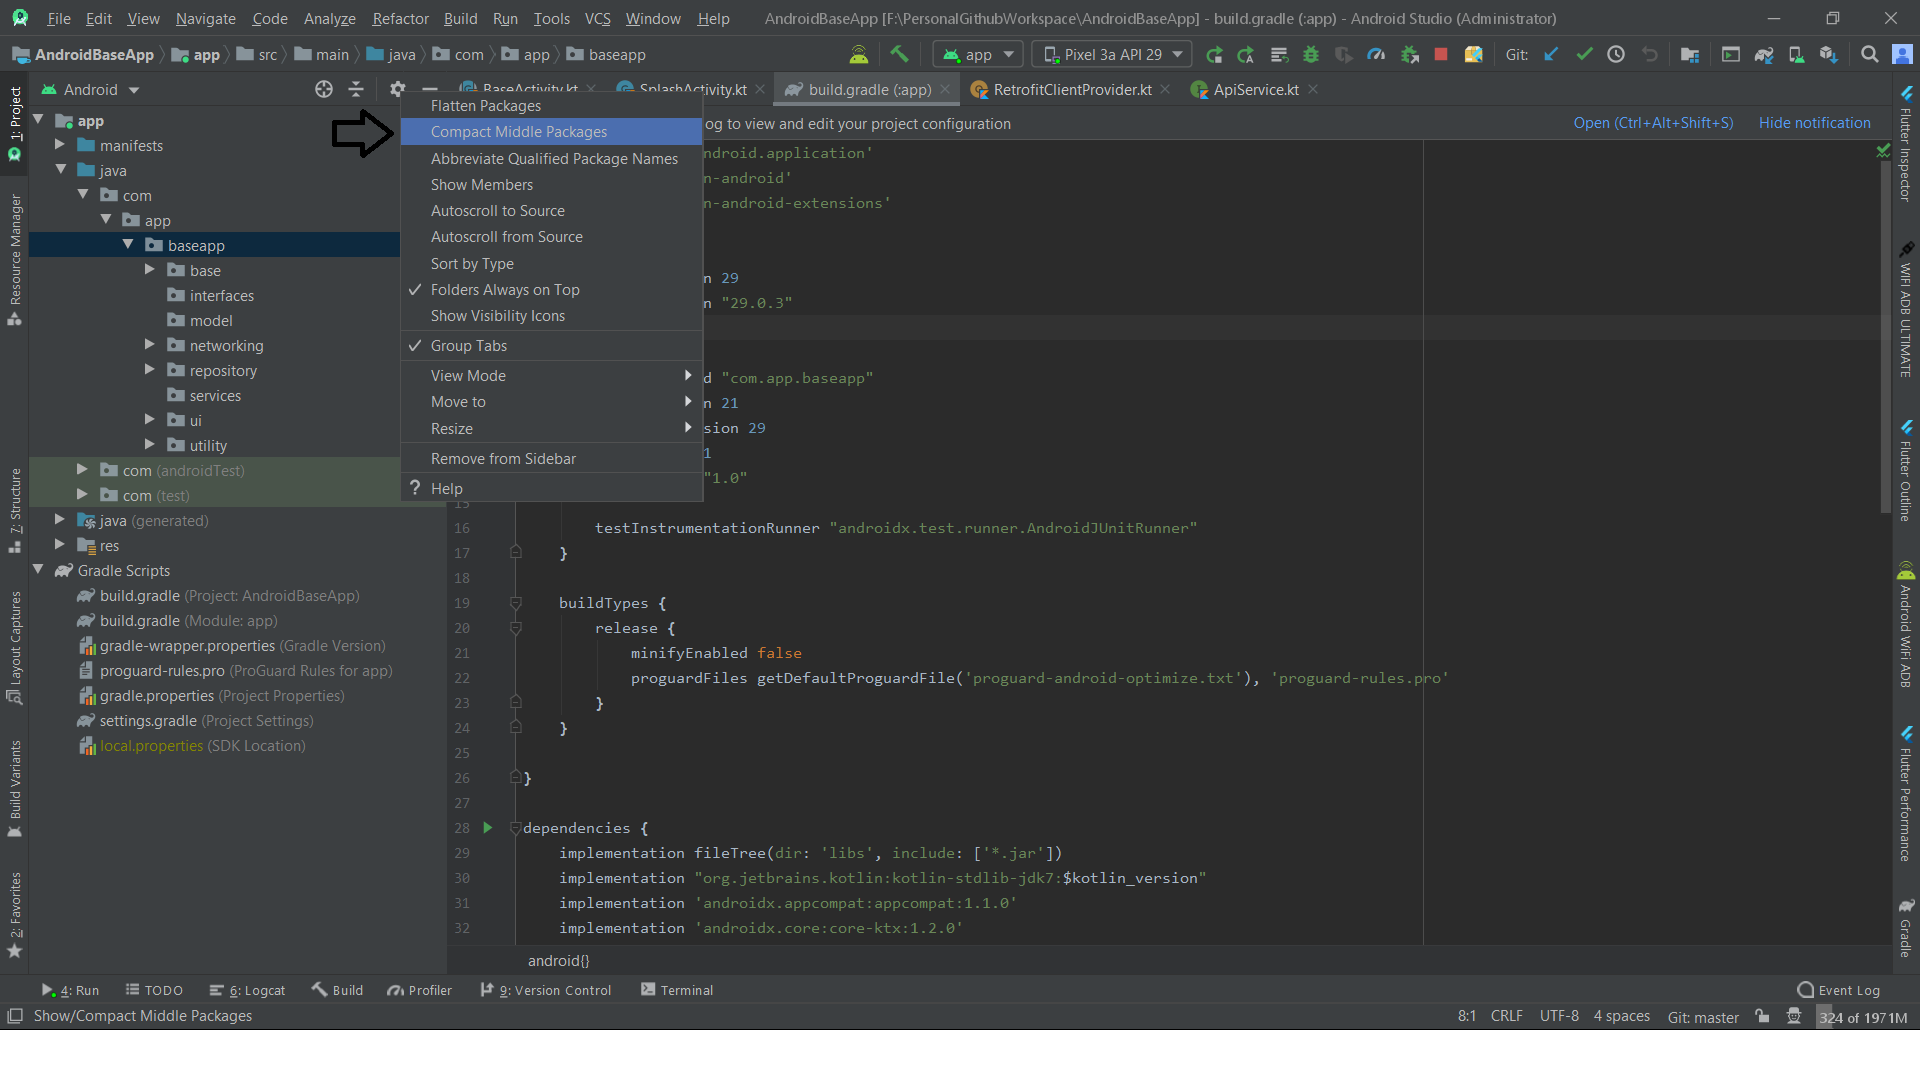 File Edit View Navigate Code Analyze Refactor Build Run Tools VCS Window Help AndroidBaseApp [F:\PersonalGithubWorkspace\AndroidBaseApp] - build.gradle (:app) - Android Studio (Administrator)
AndroidBaseApp app src main java com app baseapp app Pixel 3a API 29 Git:
Android BaseActivity.kt SplashActivity.kt build.gradle (:app) RetrofitClientProvider.kt ApiService.kt
og to view and edit your project configuration Open (Ctrl+Alt+Shift+S) Hide notification
Flatten Packages
Compact Middle Packages
Abbreviate Qualified Package Names
Show Members
Autoscroll to Source
Autoscroll from Source
Sort by Type
Folders Always on Top
Show Visibility Icons
Group Tabs
View Mode
Move to
Resize
Remove from Sidebar
? Help
1: Project
Resource Manager
7: Structure
Layout Captures
Build Variants
2: Favorites
app
manifests
java
com
app
baseapp
base
interfaces
model
networking
repository
services
ui
utility
com (androidTest)
com (test)
java (generated)
res
Gradle Scripts
build.gradle (Project: AndroidBaseApp)
build.gradle (Module: app)
gradle-wrapper.properties (Gradle Version)
proguard-rules.pro (ProGuard Rules for app)
gradle.properties (Project Properties)
settings.gradle (Project Settings)
local.properties (SDK Location)
ndroid.application'
n-android'
n-android-extensions'
n 29
n "29.0.3"
d "com.app.baseapp"
n 21
sion 29
1
"1.0"
15
16 testInstrumentationRunner "androidx.test.runner.AndroidJUnitRunner"
17 }
18
19 buildTypes {
20 release {
21 minifyEnabled false
22 proguardFiles getDefaultProguardFile('proguard-android-optimize.txt'), 'proguard-rules.pro'
23 }
24 }
25
26 }
27
28 dependencies {
29 implementation fileTree(dir: 'libs', include: ['*.jar'])
30 implementation "org.jetbrains.kotlin:kotlin-stdlib-jdk7:$kotlin_version"
31 implementation 'androidx.appcompat:appcompat:1.1.0'
32 implementation 'androidx.core:core-ktx:1.2.0'
android{}
Flutter Inspector
WIFI ADB ULTIMATE
Flutter Outline
Android WiFi ADB
Flutter Performance
Gradle
4: Run TODO 6: Logcat Build Profiler 9: Version Control Terminal Event Log
Show/Compact Middle Packages 8:1 CRLF UTF-8 4 spaces Git: master 324 of 1971M